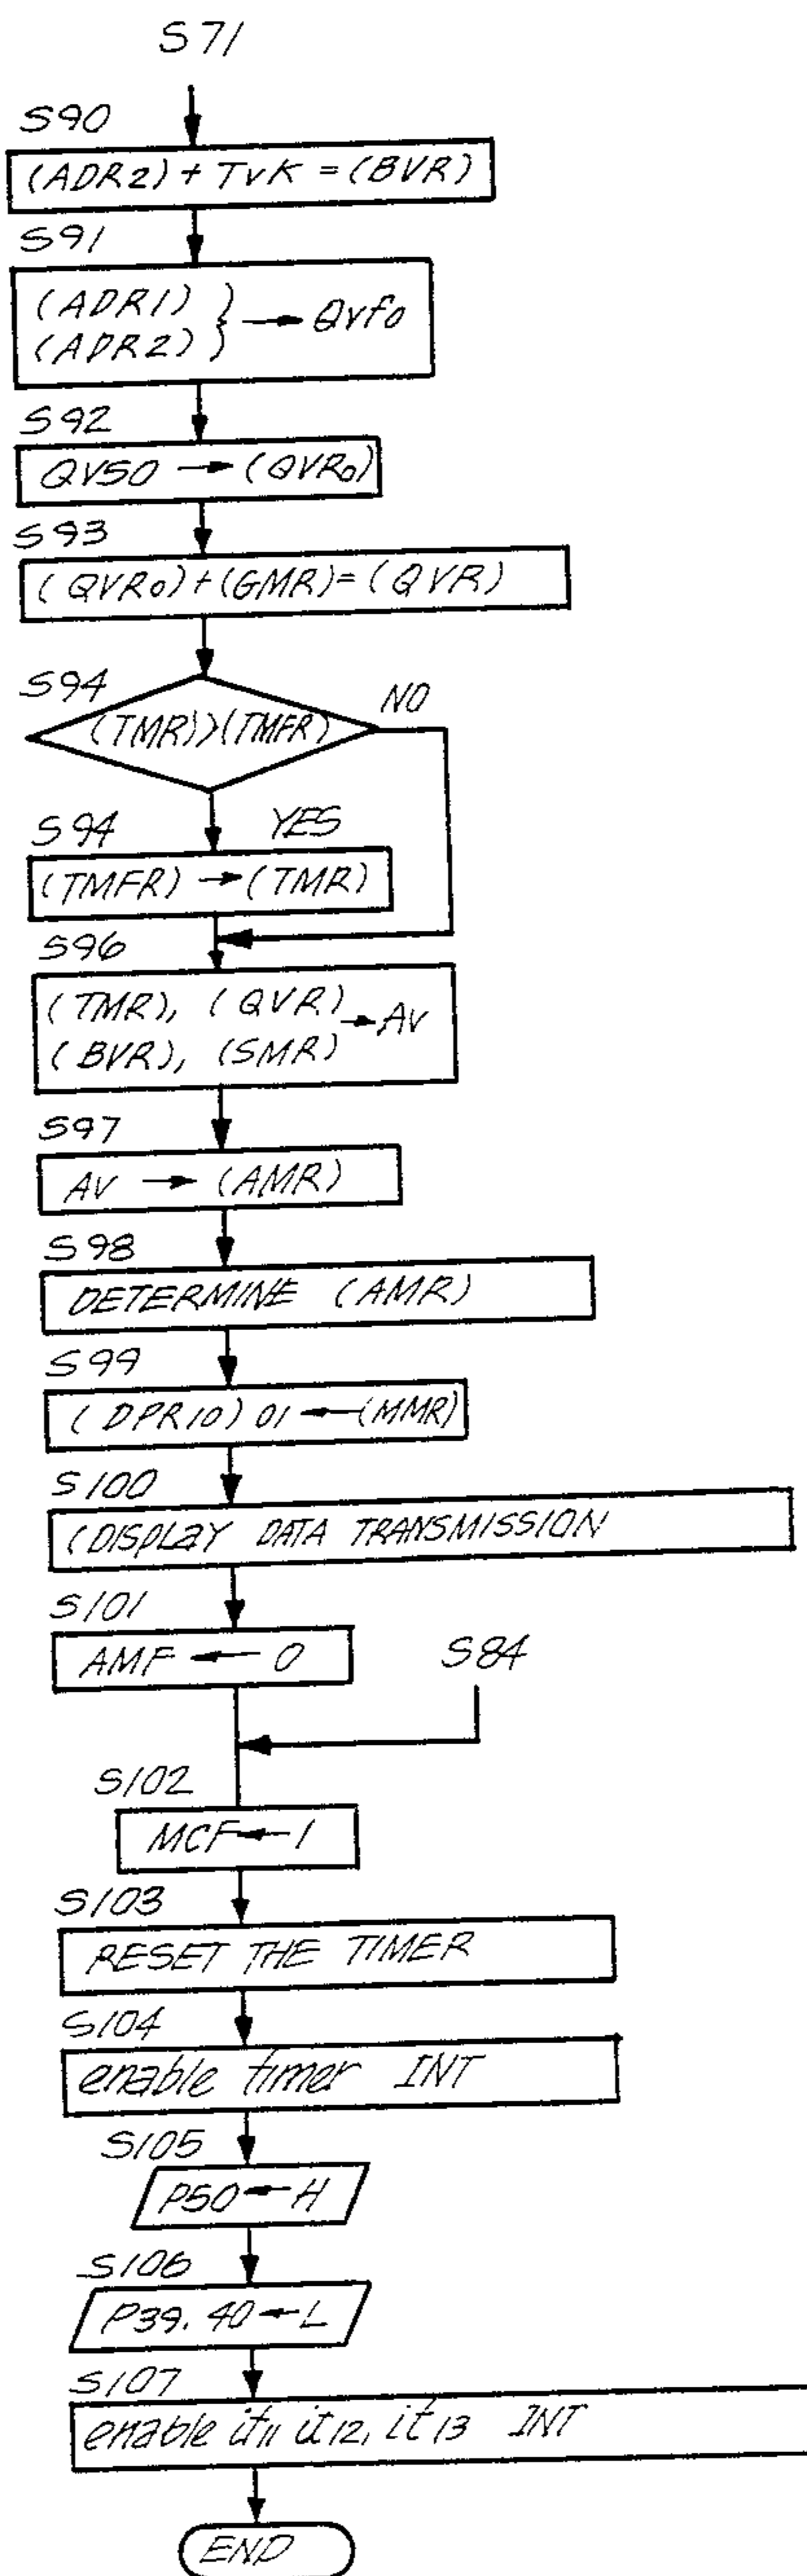 S71
S90
(ADR2) + TvK = (BVR)
S91
(ADR1)
(ADR2) } → Qvfo
S92
QVSO → (QVRo)
S93
(QVRo) + (GMR) = (QVR)
S94
(TMR) > (TMFR)
NO
S94
YES
(TMFR) → (TMR)
S96
(TMR), (QVR)
(BVR), (SMR) → Av
S97
Av → (AMR)
S98
DETERMINE (AMR)
S99
(DPR10) 01 ← (MMR)
S100
(DISPLaY DATA TRANSMISSION
S101
AMF ← 0
S84
S102
MCF ← 1
S103
RESET THE TIMER
S104
enable timer INT
S105
P50 ← H
S106
P39. 40 ← L
S107
enable it11 it12, it13 INT
END